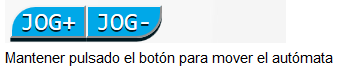 JOG+ JOG-
Mantener pulsado el botón para mover el autómata